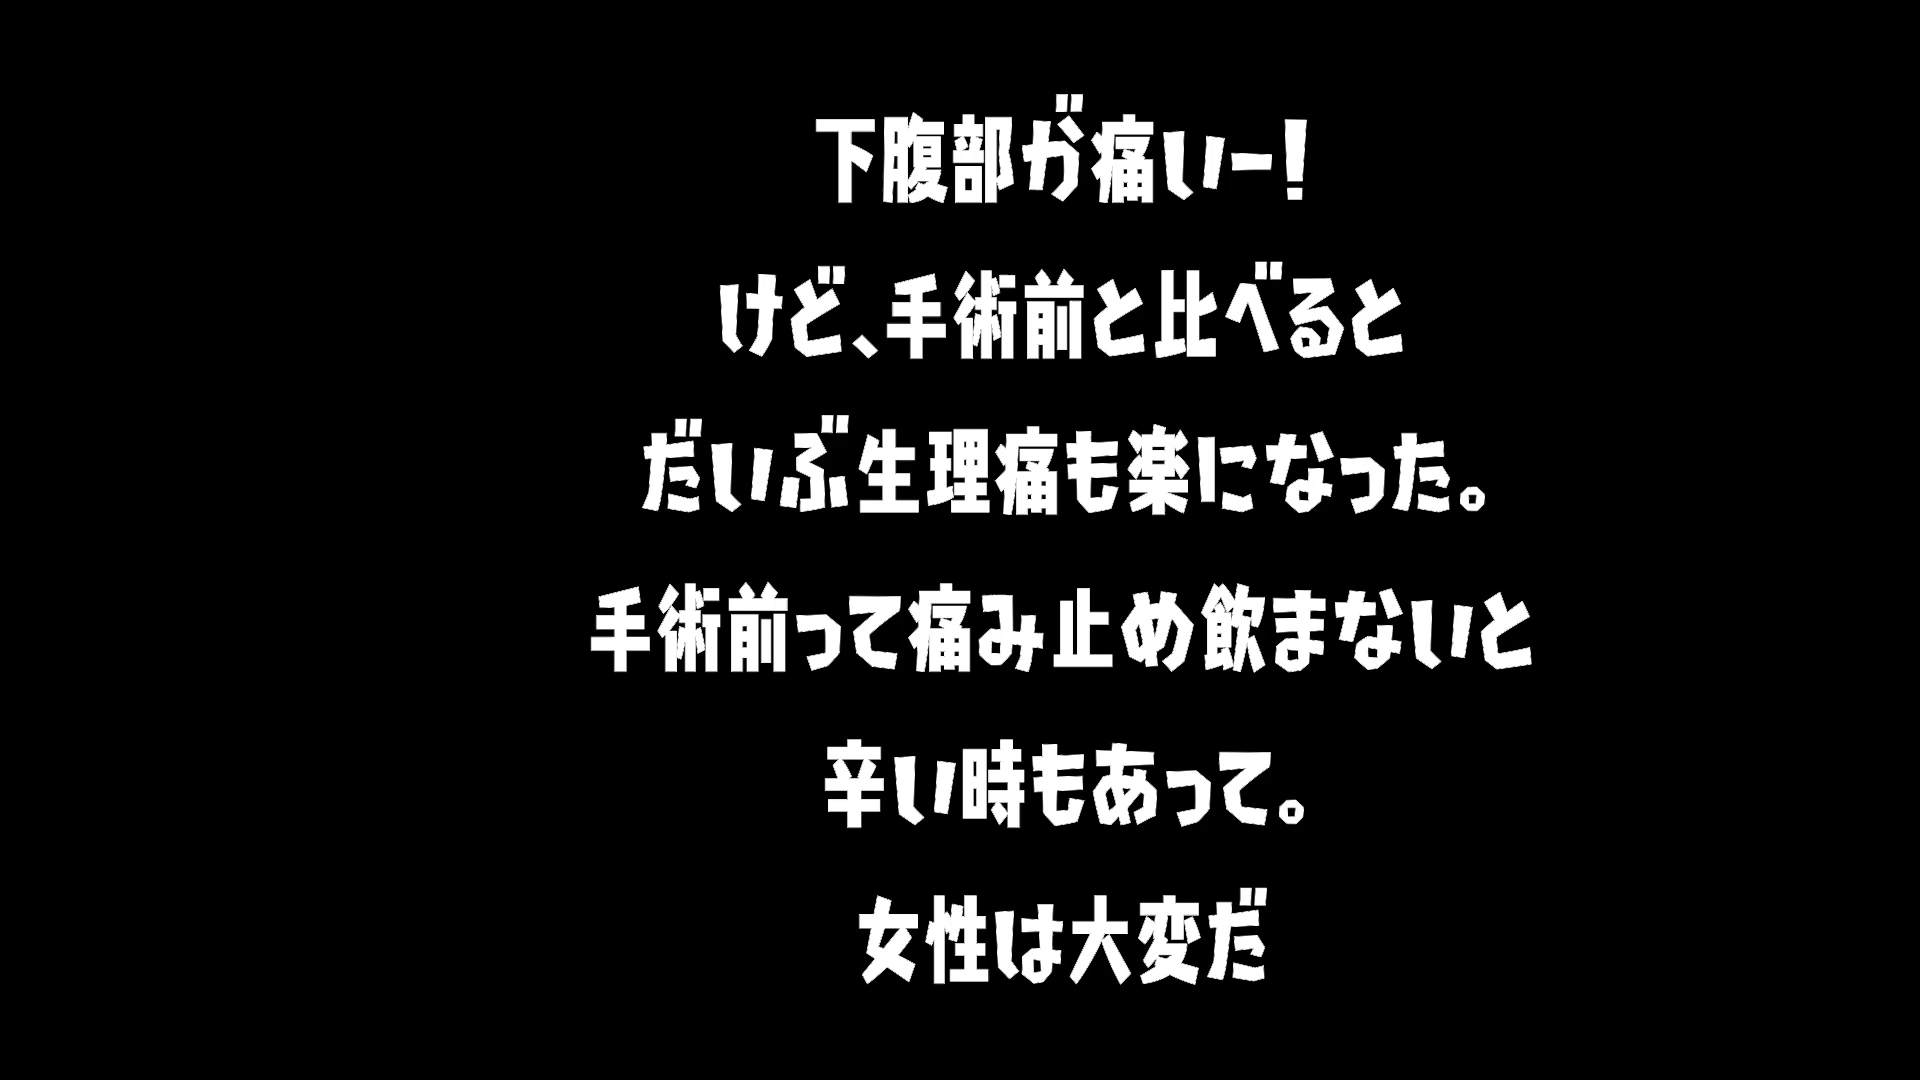 下腹部が痛いー!
けど、手術前と比べると
だいぶ生理痛も楽になった。
手術前って痛み止め飲まないと
辛い時もあって。
女性は大変だ